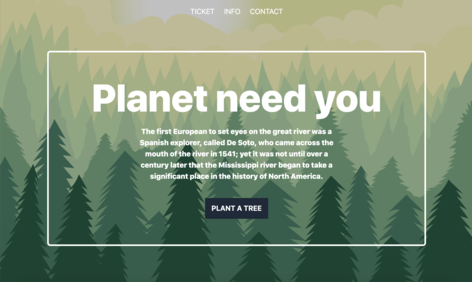 TICKET INFO CONTACT
Planet need you
The first European to set eyes on the great river was a
Spanish explorer, called De Soto, who came across the
mouth of the river in 1541; yet it was not until over a
century later that the Mississippi river began to take a
significant place in the history of North America.
PLANT A TREE